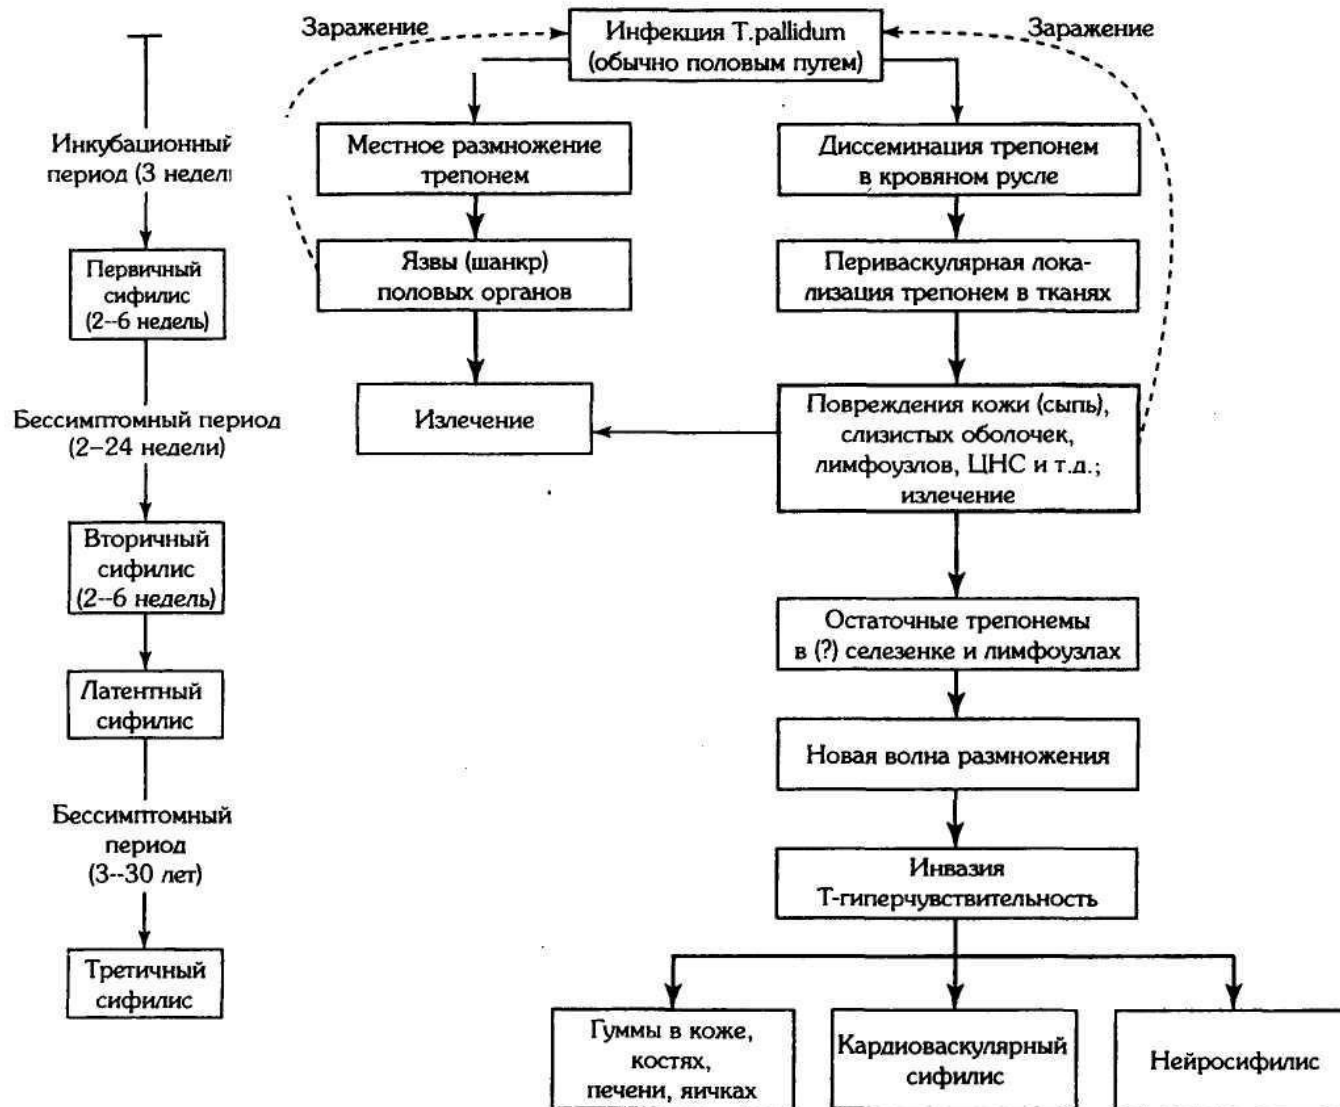 Заражение
Инфекция T.pallidum
(обычно половым путем)
Заражение
Инкубационный
период (3 недел
Местное размножение
трепонем
Диссеминация трепонем
в кровяном русле
Первичный
сифилис
(2--6 недель)
Язвы (шанкр)
половых органов
Периваскулярная лока-
лизация трепонем в тканях
Бессимптомный период
(2–24 недели)
Излечение
Повреждения кожи (сыпь),
слизистых оболочек,
лимфоузлов, ЦНС и т.д.;
излечение
Вторичный
сифилис
(2--6 недель)
Остаточные трепонемы
в (?) селезенке и лимфоузлах
Латентный
сифилис
Новая волна размножения
Бессимптомный
период
(3--30 лет)
Инвазия
Т-гиперчувствительность
Третичный
сифилис
Гуммы в коже,
костях,
печени, яичках
Кардиоваскулярный
сифилис
Нейросифилис